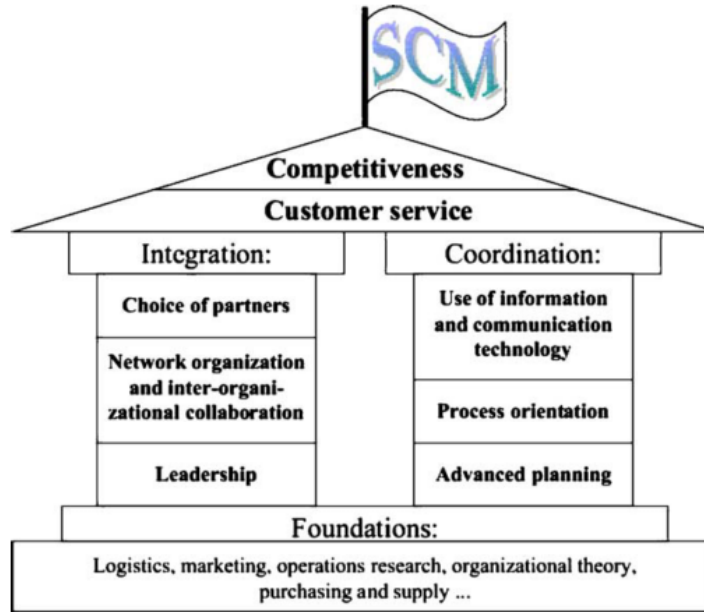 SCM
Competitiveness
Customer service
Integration:
Choice of partners
Network organization
and inter-organi-
zational collaboration
Leadership
Coordination:
Use of information
and communication
technology
Process orientation
Advanced planning
Foundations:
Logistics, marketing, operations research, organizational theory,
purchasing and supply ...